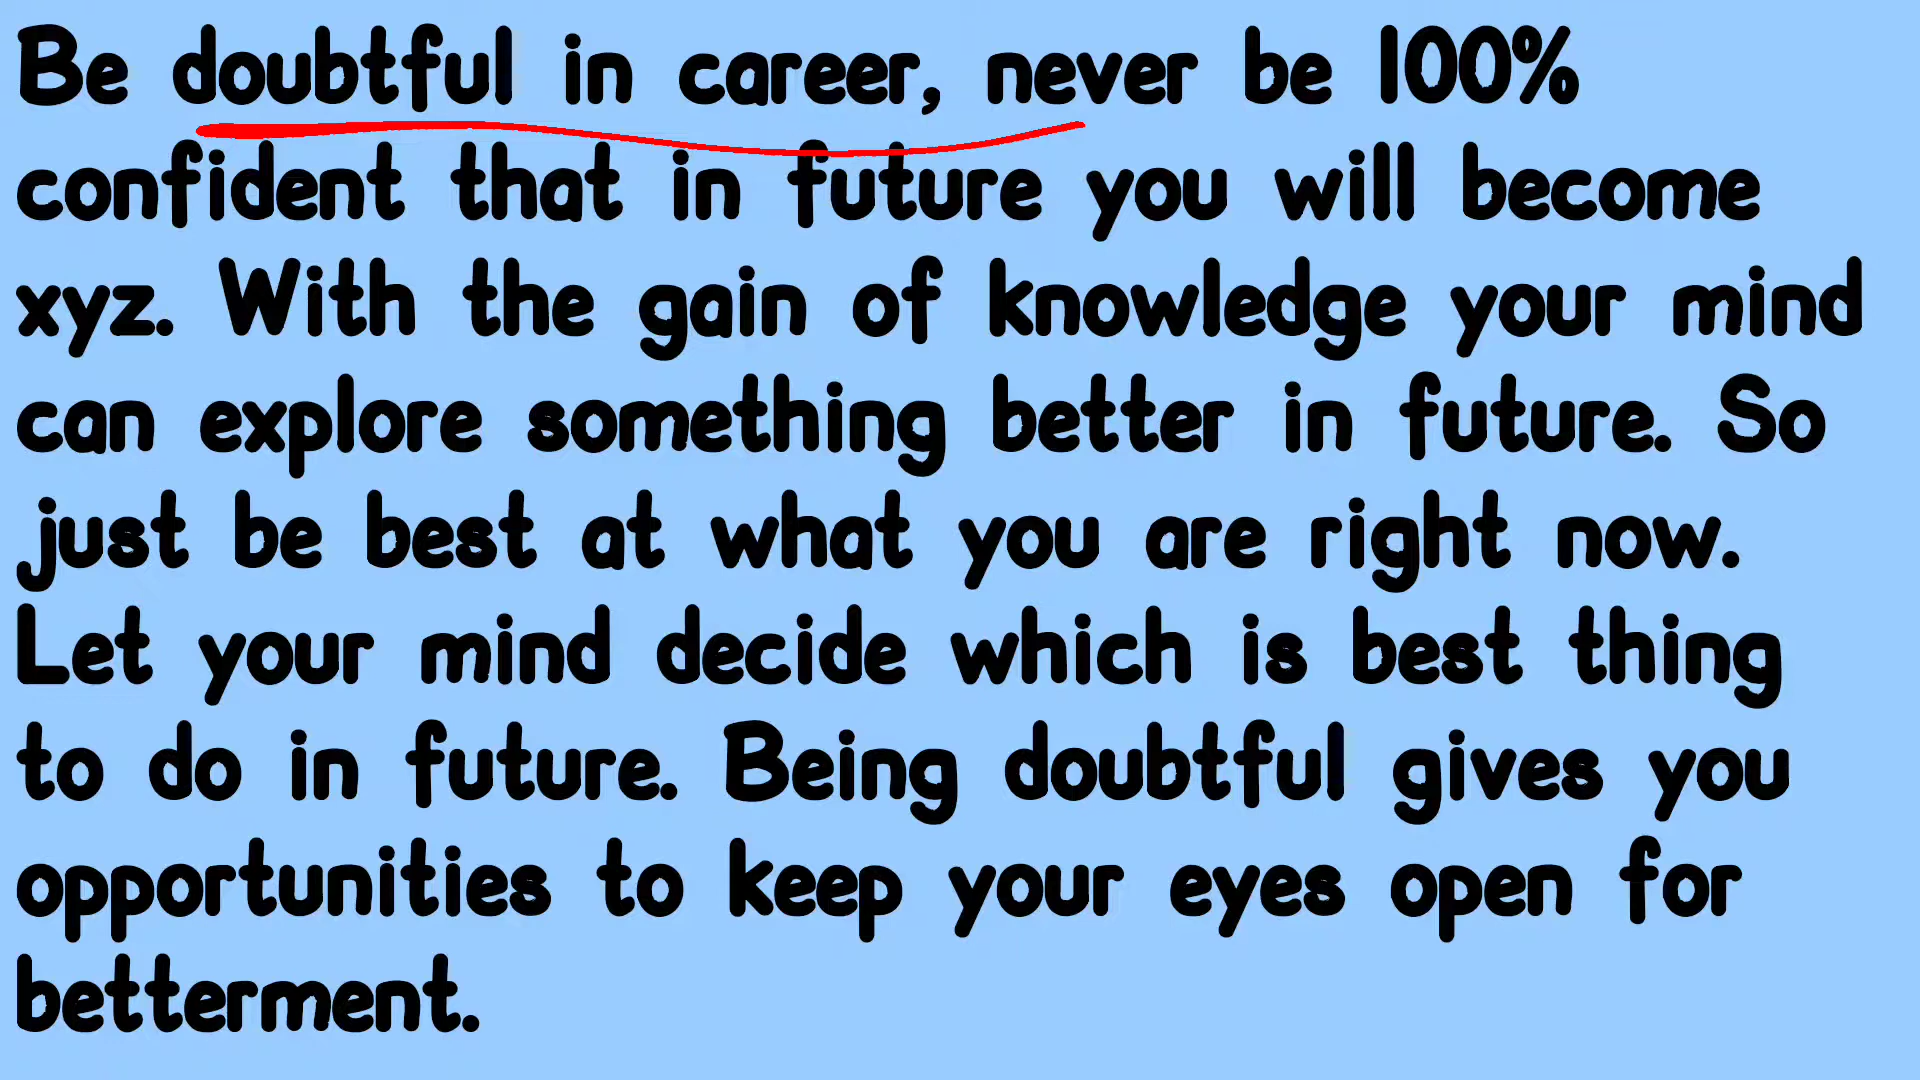 Be doubtful in career, never be 100%
confident that in future you will become
xyz. With the gain of knowledge your mind
can explore something better in future. So
just be best at what you are right now.
Let your mind decide which is best thing
to do in future. Being doubtful gives you
opportunities to keep your eyes open for
betterment.